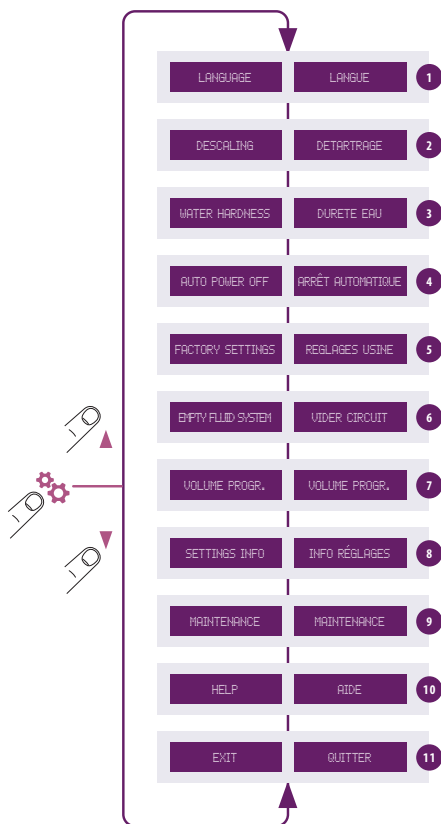 LANGUAGE LANGUE 1
DESCALING DETARTRAGE 2
WATER HARDNESS DURETE EAU 3
AUTO POWER OFF ARRÊT AUTOMATIQUE 4
FACTORY SETTINGS REGLAGES USINE 5
EMPTY FLUID SYSTEM VIDER CIRCUIT 6
VOLUME PROGR. VOLUME PROGR. 7
SETTINGS INFO INFO RÉGLAGES 8
MAINTENANCE MAINTENANCE 9
HELP AIDE 10
EXIT QUITTER 11